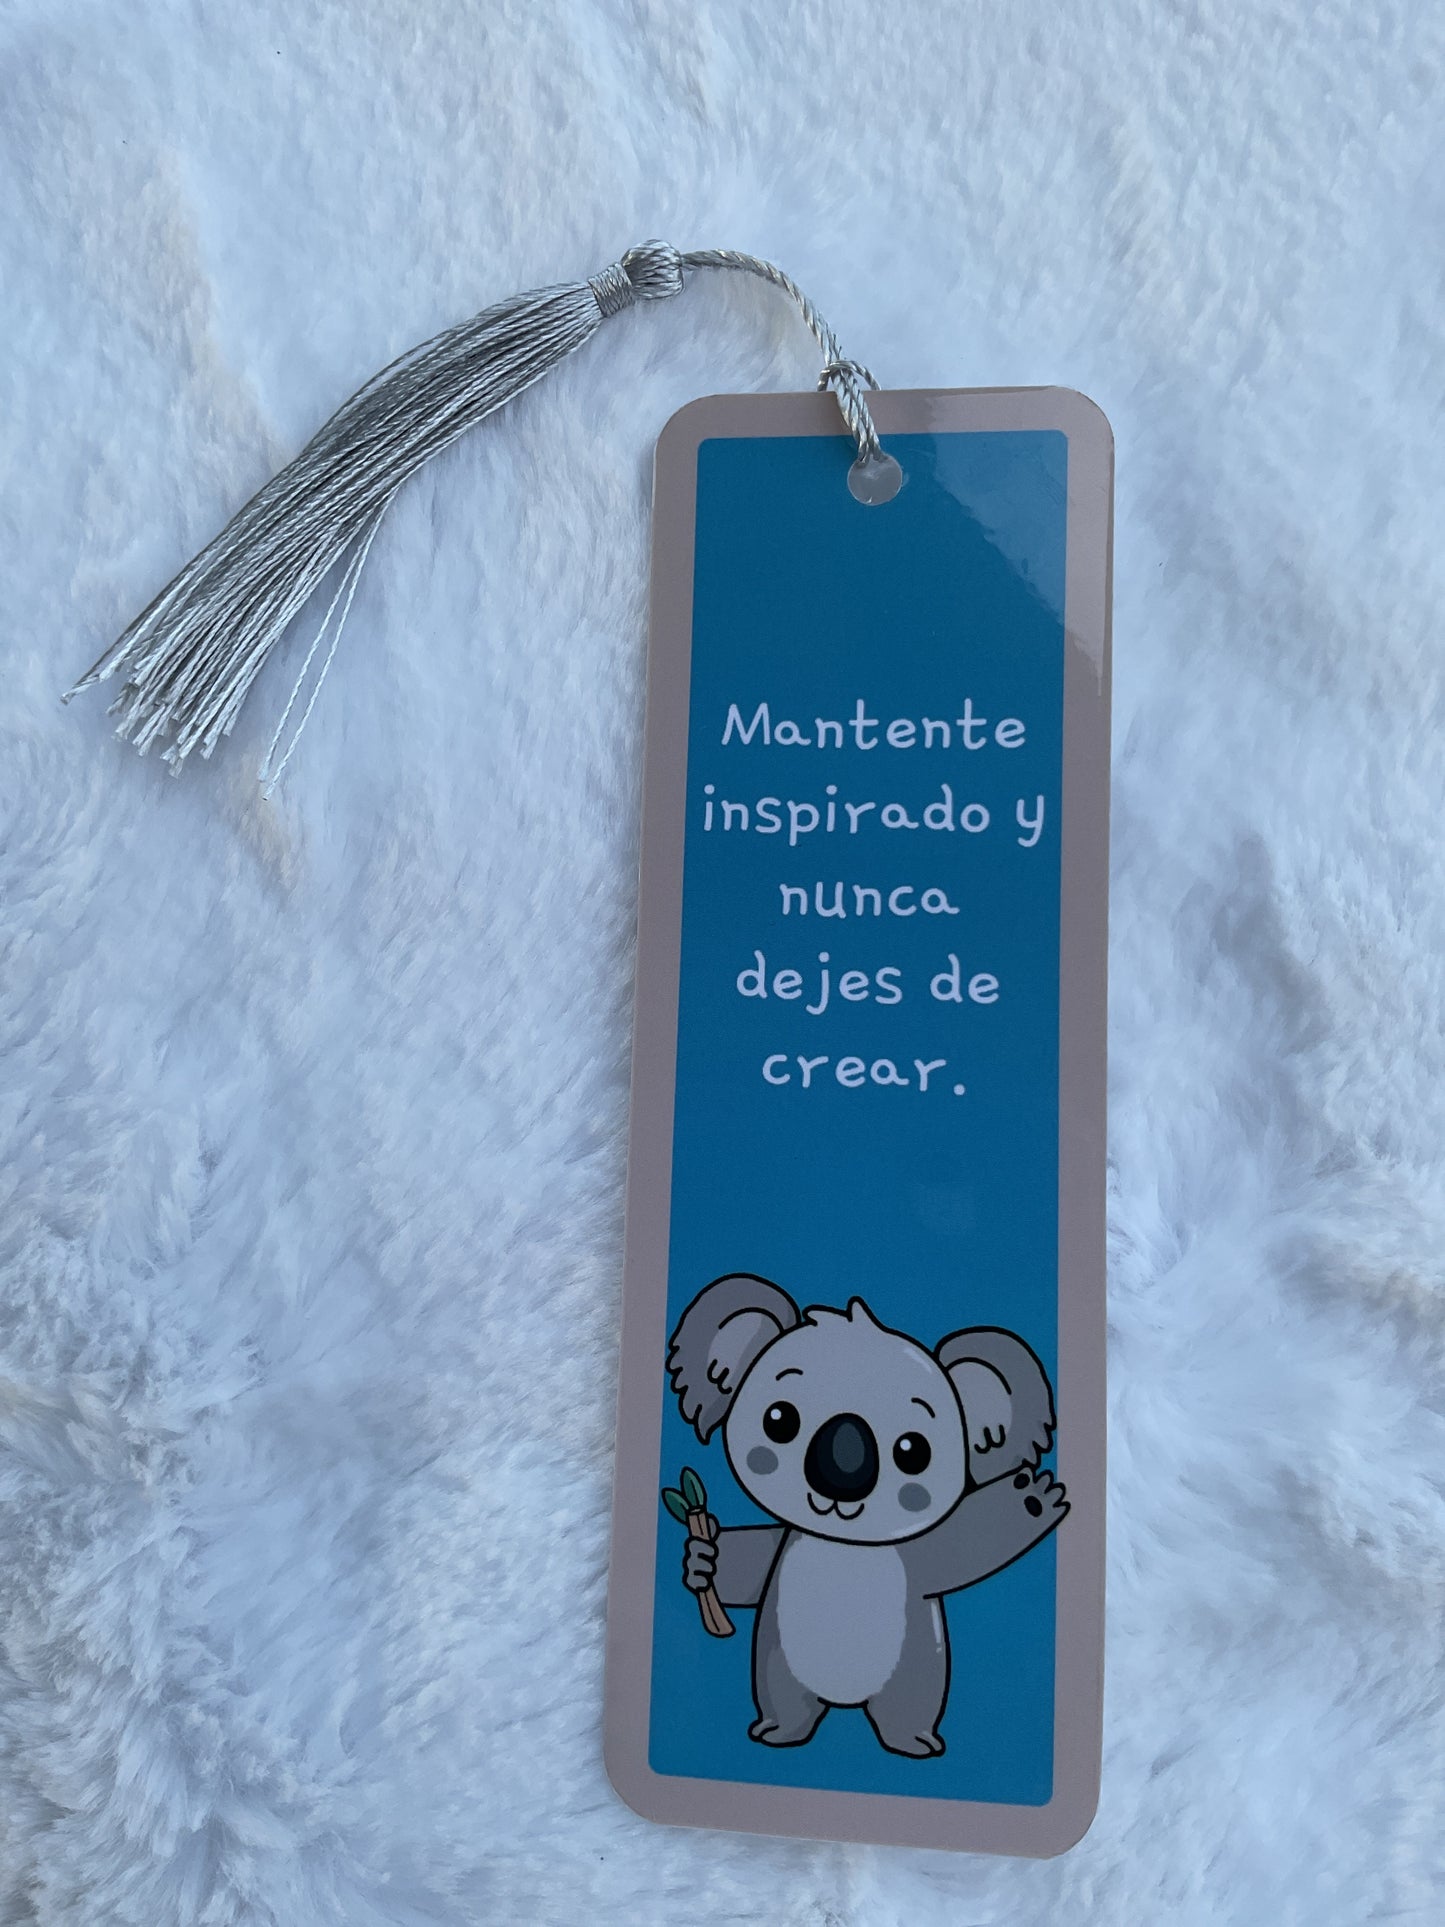 Mantente
inspirado y
nunca
dejes de
crear.